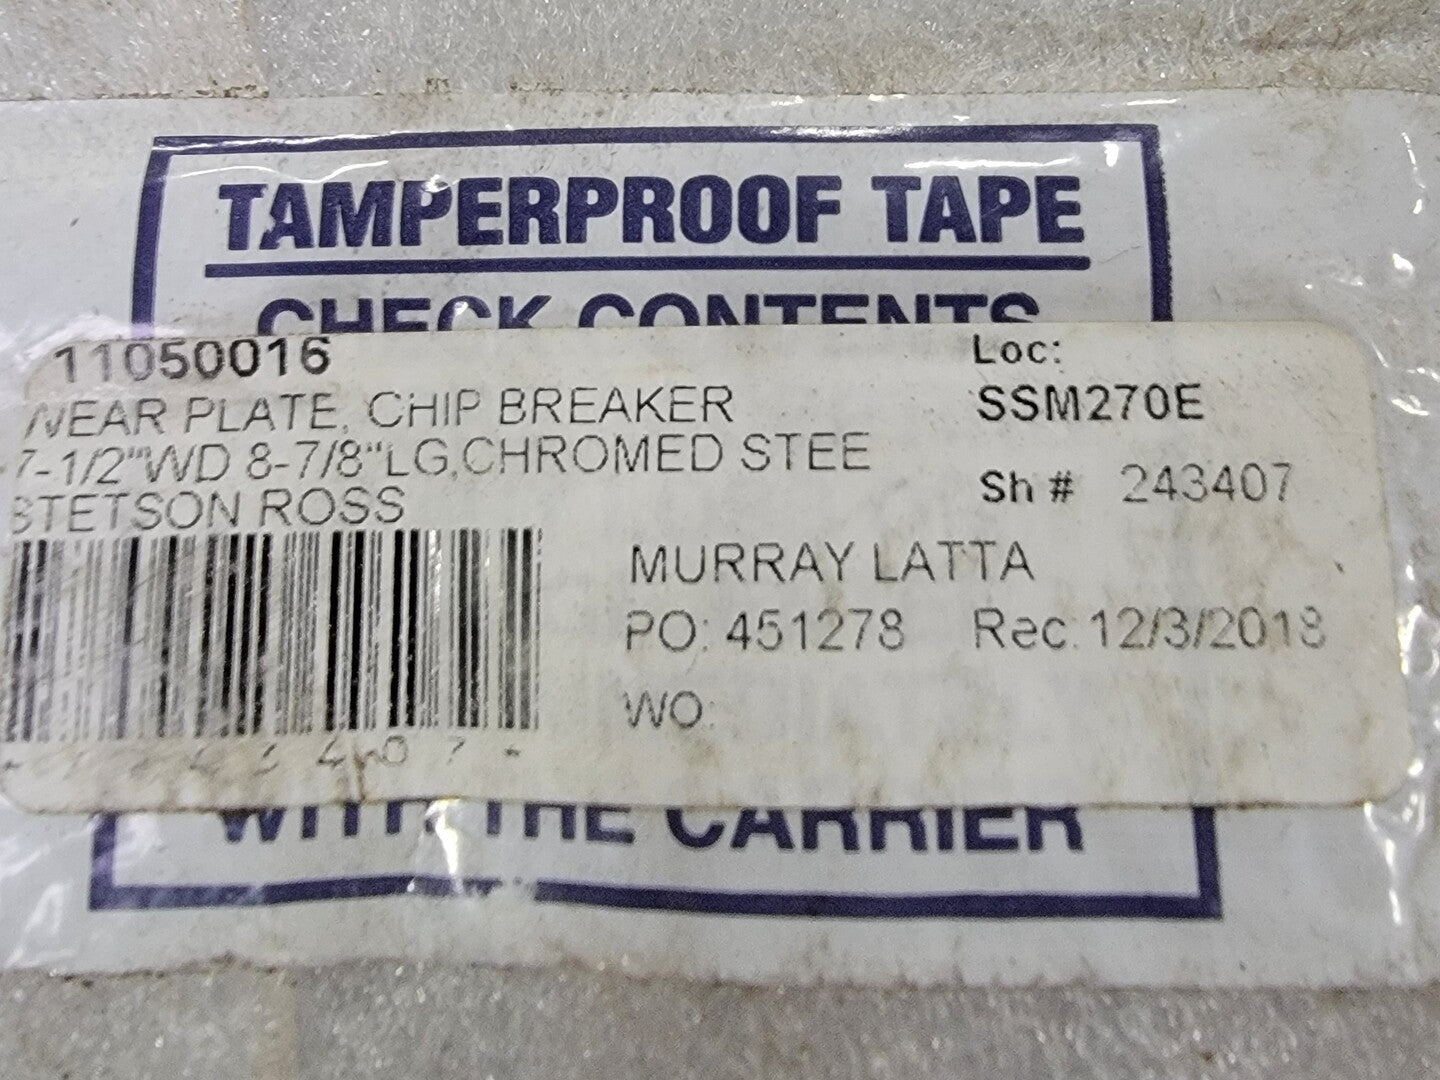 TAMPERPROOF TAPE
CHECK CONTENTS
11050016
Loc:
WEAR PLATE, CHIP BREAKER
SSM270E
7-1/2"WD 8-7/8"LG,CHROMED STEE
Sh # 243407
STETSON ROSS
MURRAY LATTA
PO: 451278 Rec: 12/3/2018
WO:
WITH THE CARRIER